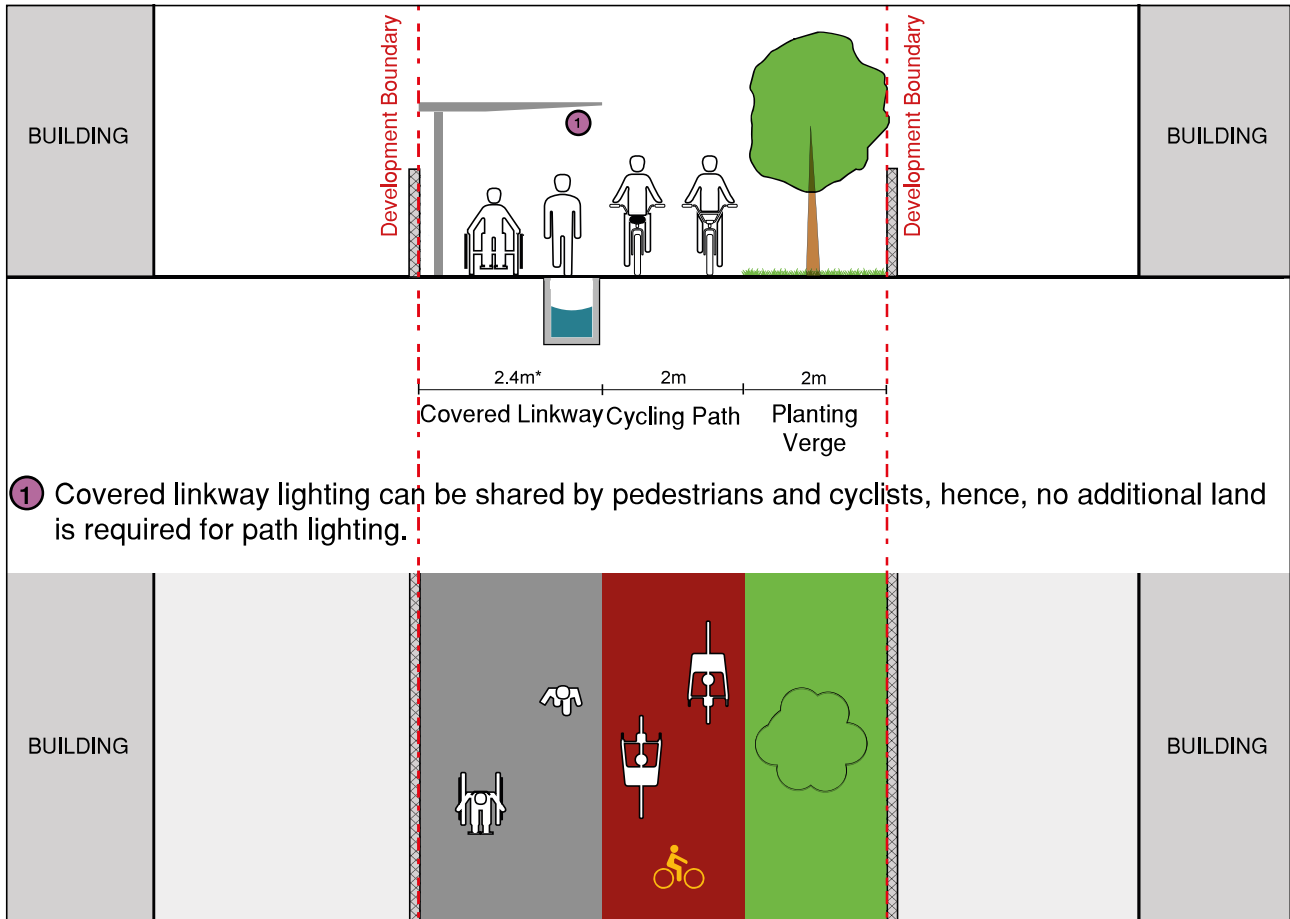 BUILDING
Development Boundary
1
Development Boundary
BUILDING
2.4m*
2m
2m
Covered Linkway
Cycling Path
Planting
Verge
1 Covered linkway lighting can be shared by pedestrians and cyclists, hence, no additional land
is required for path lighting.
BUILDING
BUILDING